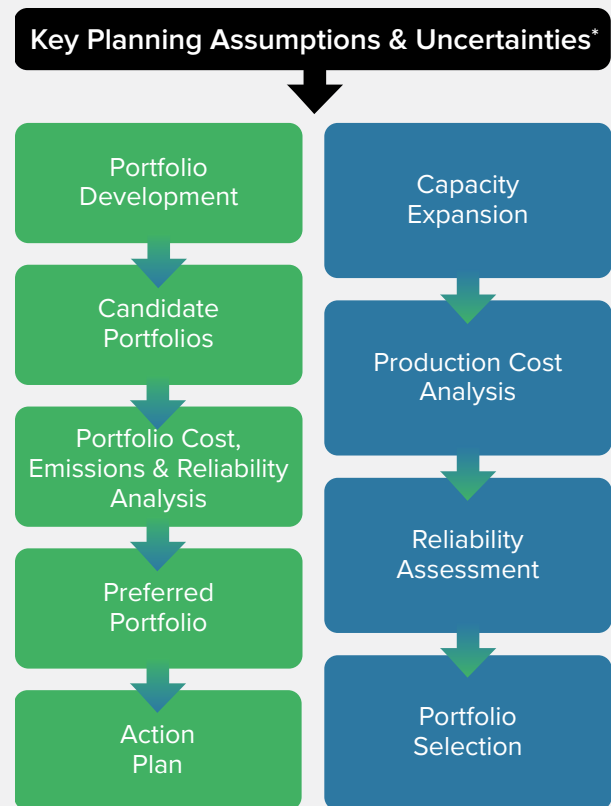 Key Planning Assumptions & Uncertainties*
Portfolio
Development
Candidate
Portfolios
Portfolio Cost,
Emissions & Reliability
Analysis
Preferred
Portfolio
Action
Plan
Capacity
Expansion
Production Cost
Analysis
Reliability
Assessment
Portfolio
Selection